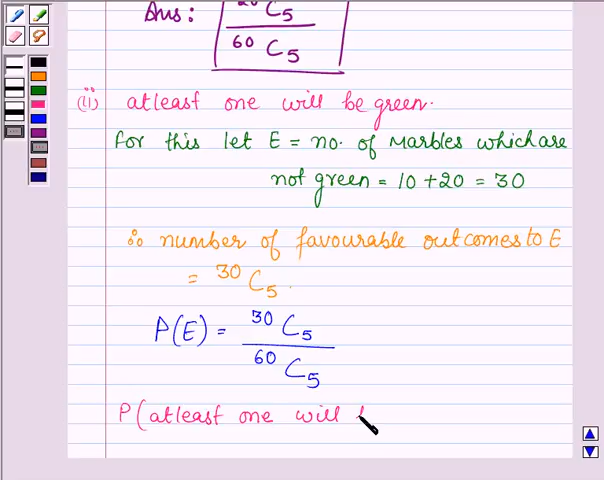 Ans: ²⁰C₅
⁶⁰C₅
(ii) atleast one will be green.
For this let E = no. of Marbles which are
not green = 10 + 20 = 30
∴ number of favourable outcomes to E
= ³⁰C₅.
P(E) = ³⁰C₅
⁶⁰C₅
P(atleast one will